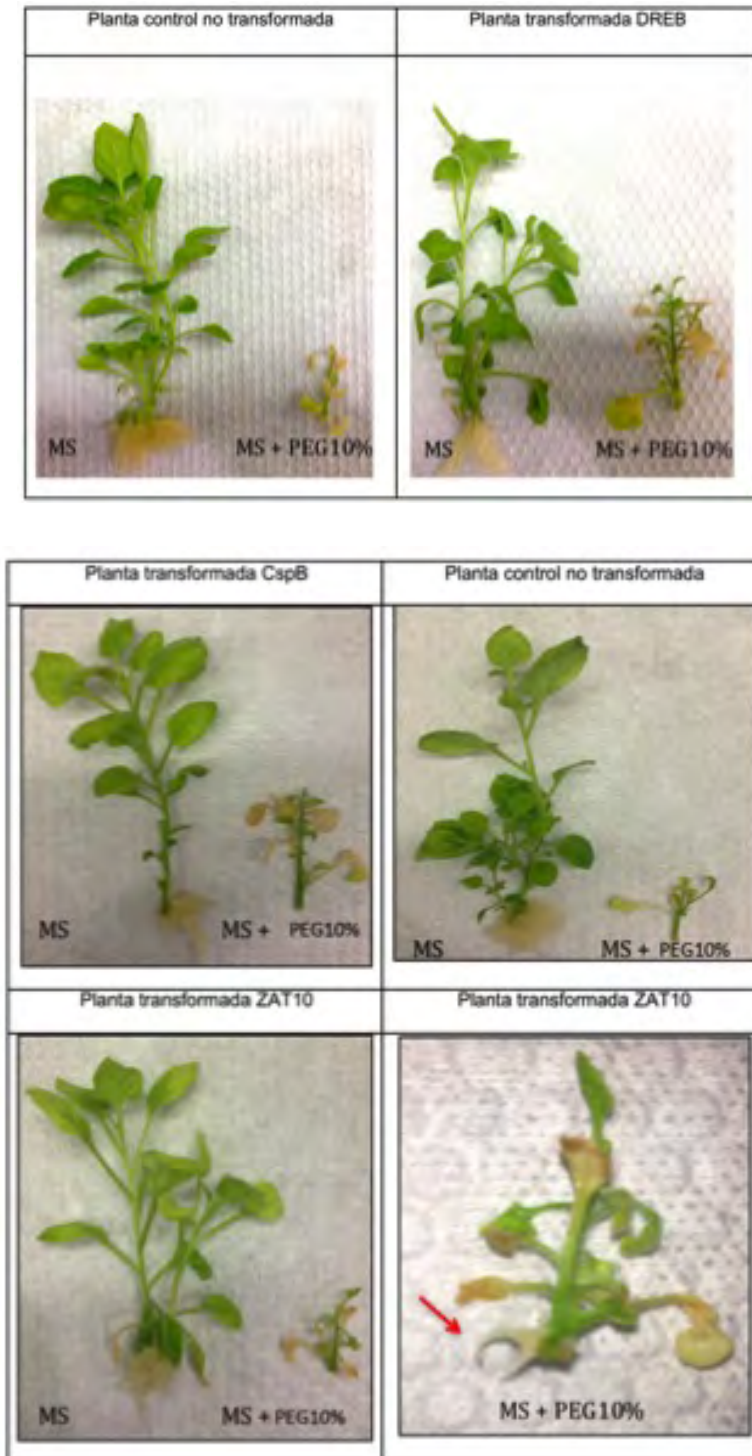 Planta control no transformada
Planta transformada DREB
MS
MS + PEG10%
MS
MS + PEG10%
Planta transformada CspB
Planta control no transformada
MS
MS + PEG10%
MS
MS + PEG10%
Planta transformada ZAT10
Planta transformada ZAT10
MS
MS + PEG10%
MS + PEG10%